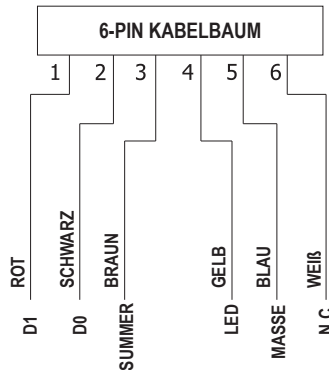 6-PIN KABELBAUM
1 2 3 4 5 6
ROT SCHWARZ BRAUN GELB BLAU WEIß
D1 D0 SUMMER LED MASSE N.C